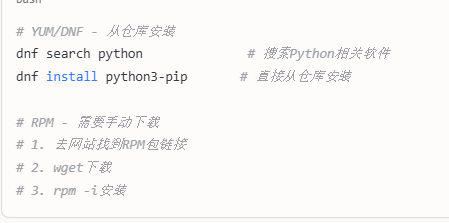 # YUM/DNF - 从仓库安装
dnf search python # 搜索Python相关软件
dnf install python3-pip # 直接从仓库安装
# RPM - 需要手动下载
# 1. 去网站找到RPM包链接
# 2. wget下载
# 3. rpm -i安装